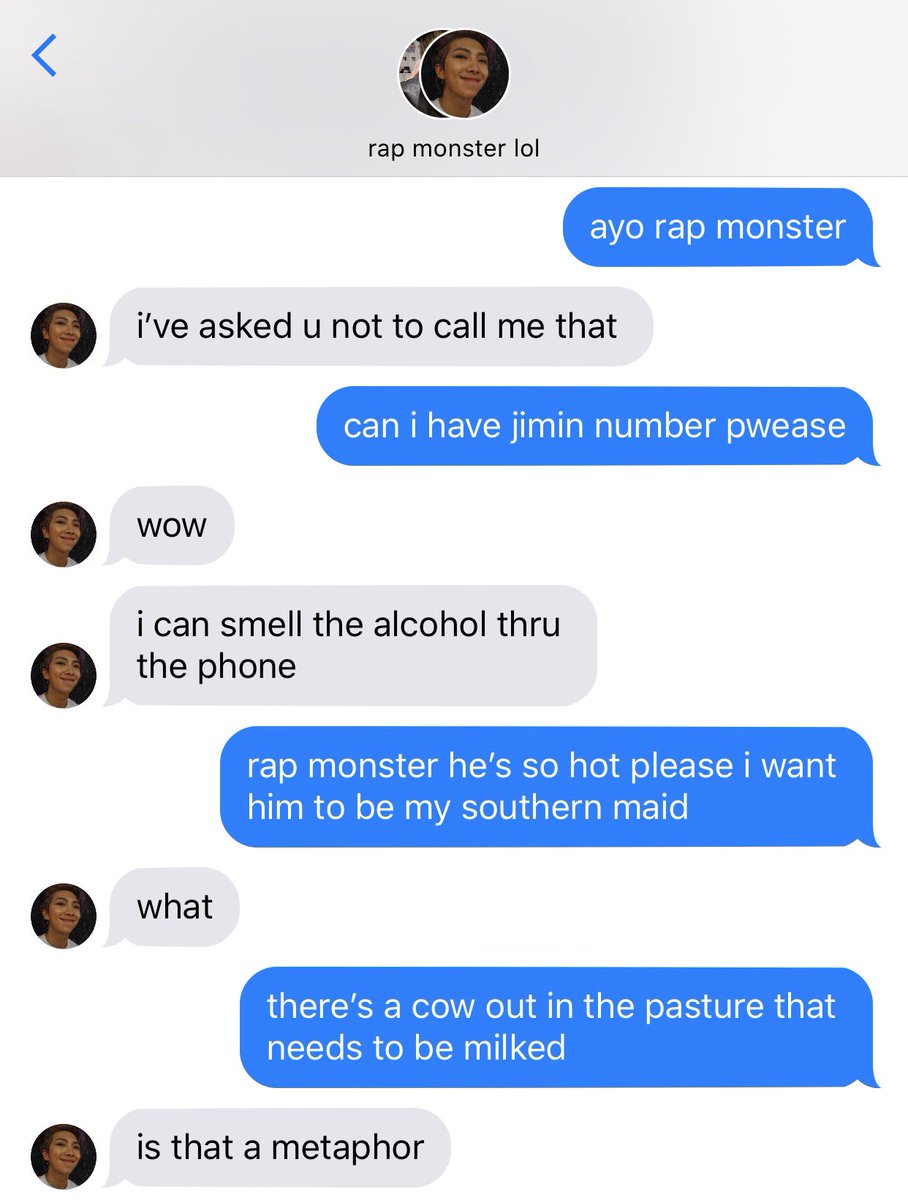 rap monster lol
ayo rap monster
i’ve asked u not to call me that
can i have jimin number pwease
wow
i can smell the alcohol thru
the phone
rap monster he’s so hot please i want
him to be my southern maid
what
there’s a cow out in the pasture that
needs to be milked
is that a metaphor